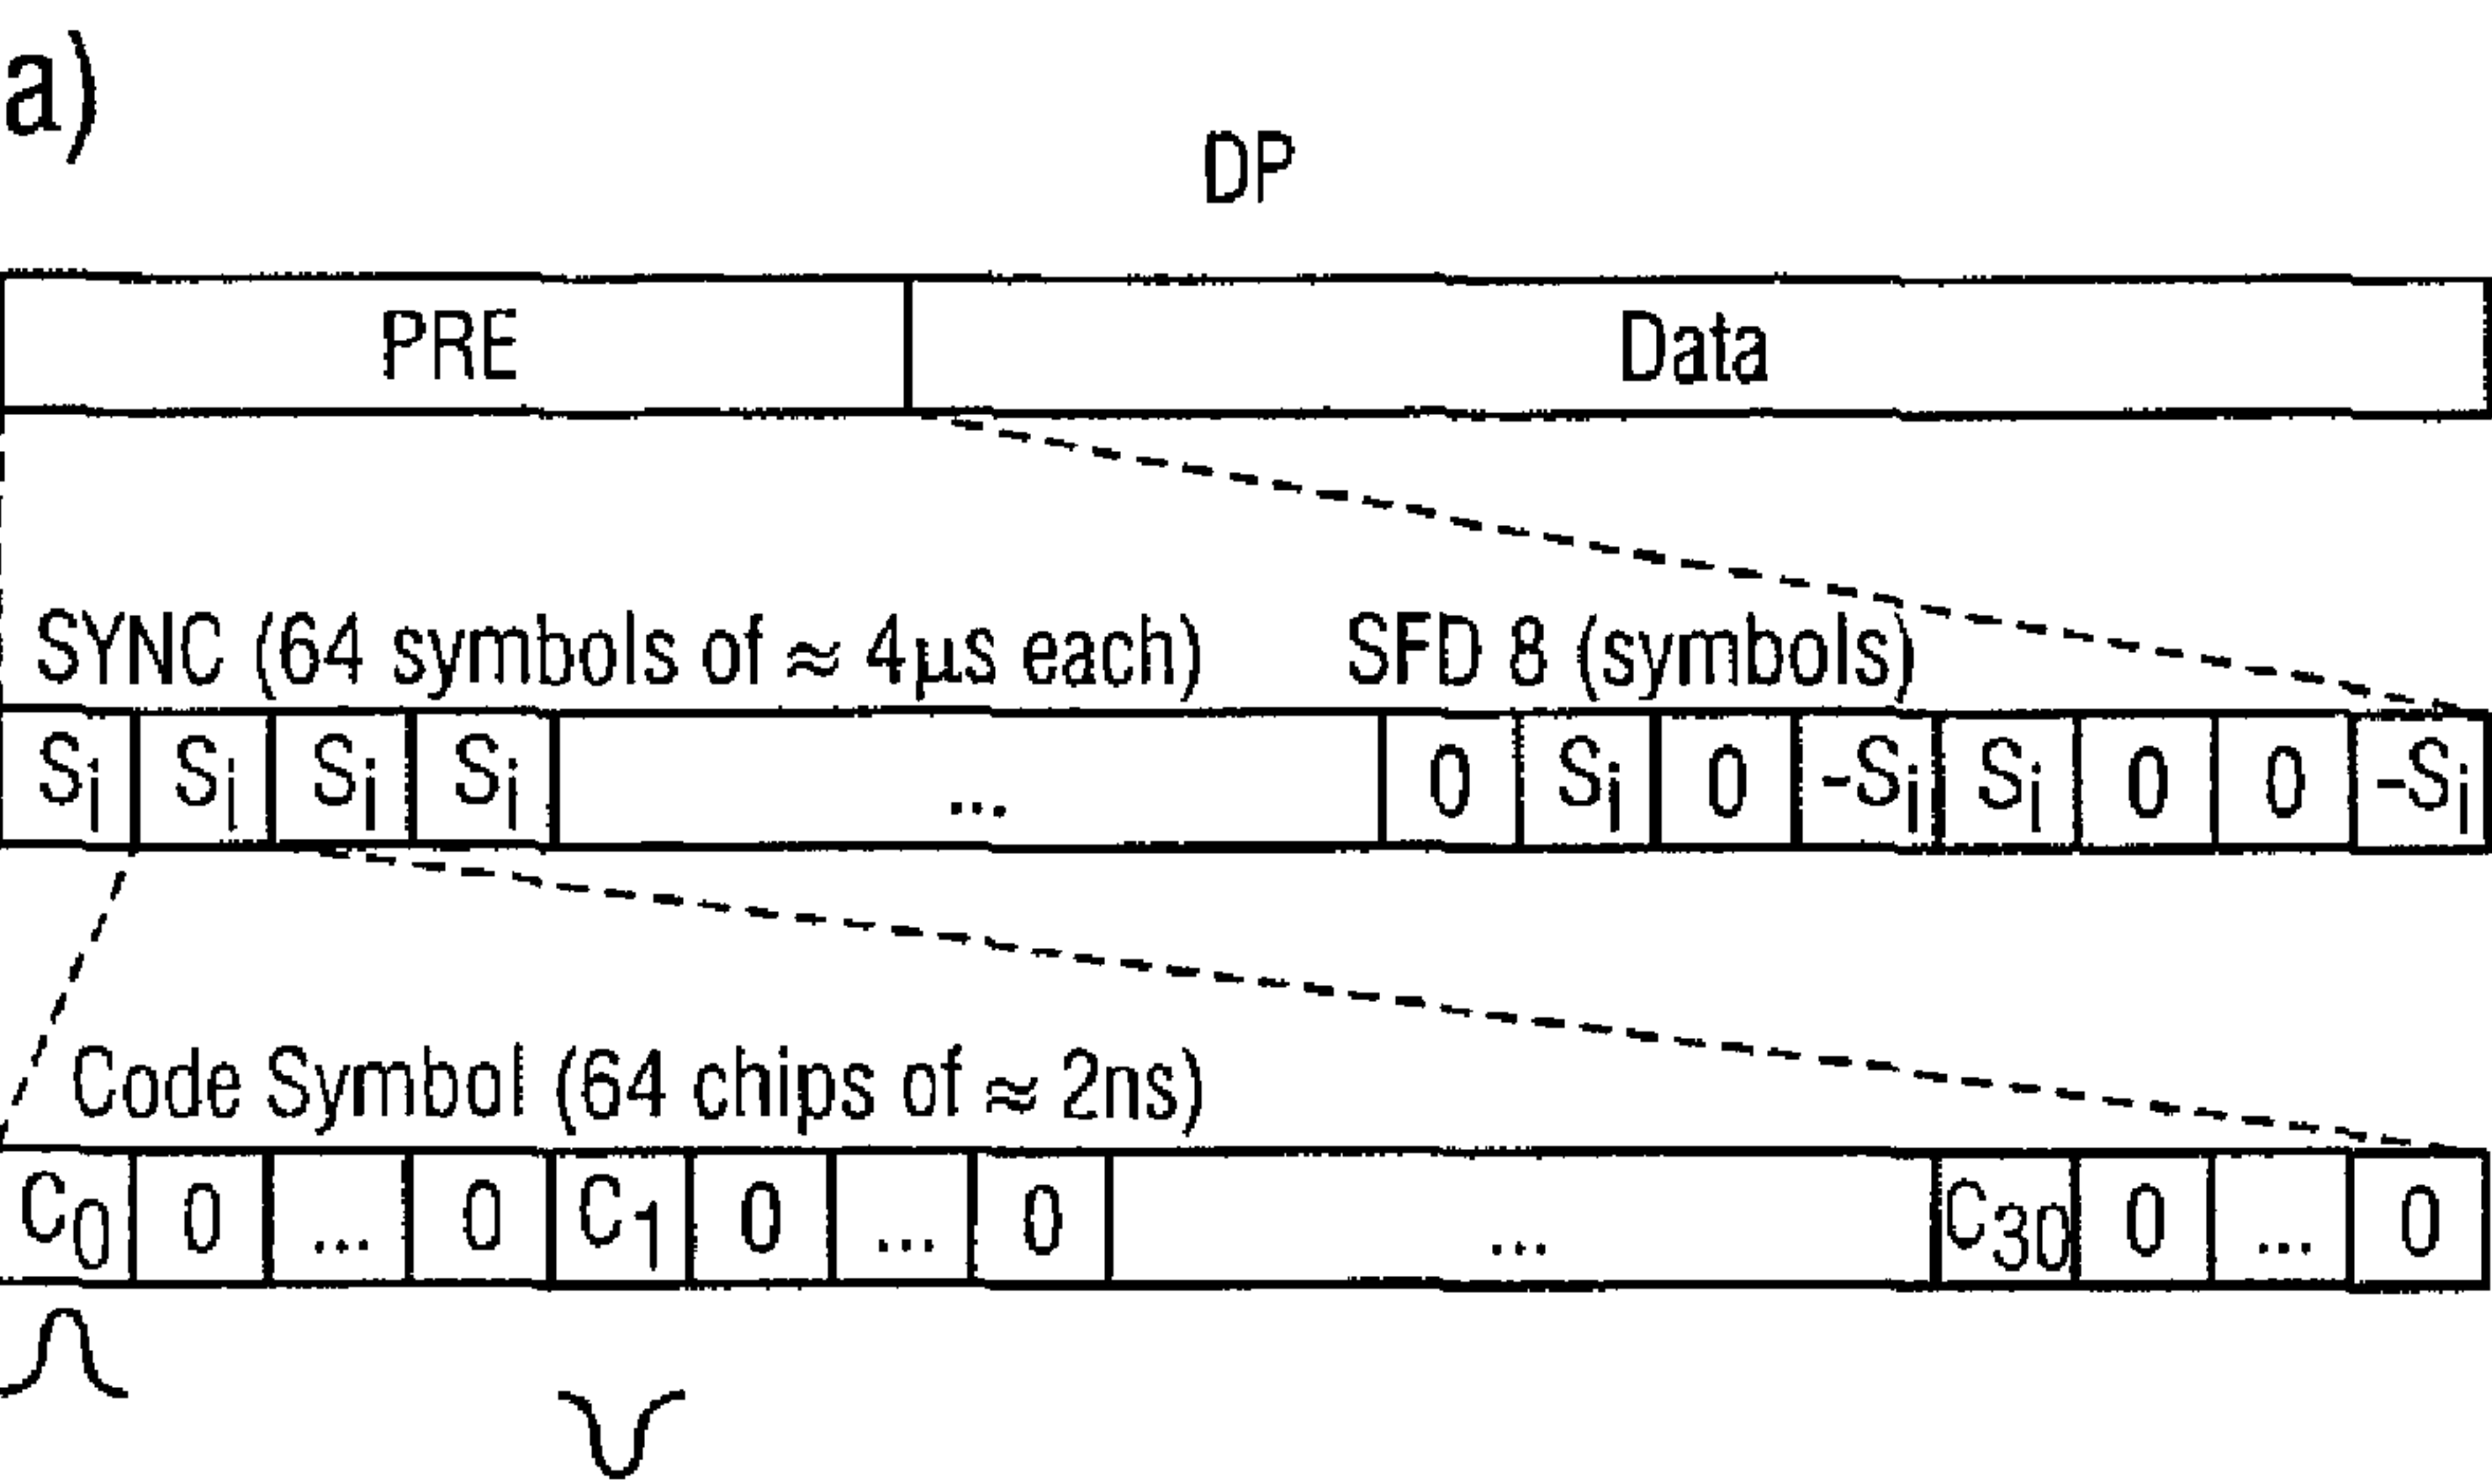 a)
DP
PRE Data
SYNC (64 symbols of ≈ 4µs each) SFD 8 (symbols)
Si Si Si Si ... 0 Si 0 -Si Si 0 0 -Si
Code Symbol (64 chips of ≈ 2ns)
C0 0 ... 0 C1 0 ... 0 ... C30 0 ... 0